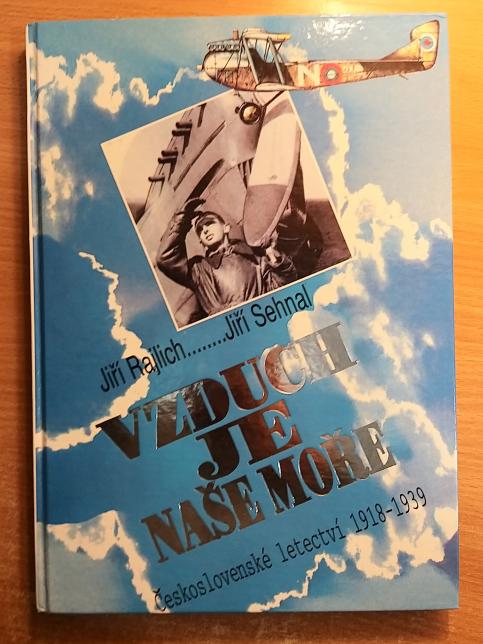 N
Jiří Rajlich........Jiří Sehnal
VZDUCH
JE
NAŠE MOŘE
Československé letectví 1918-1939